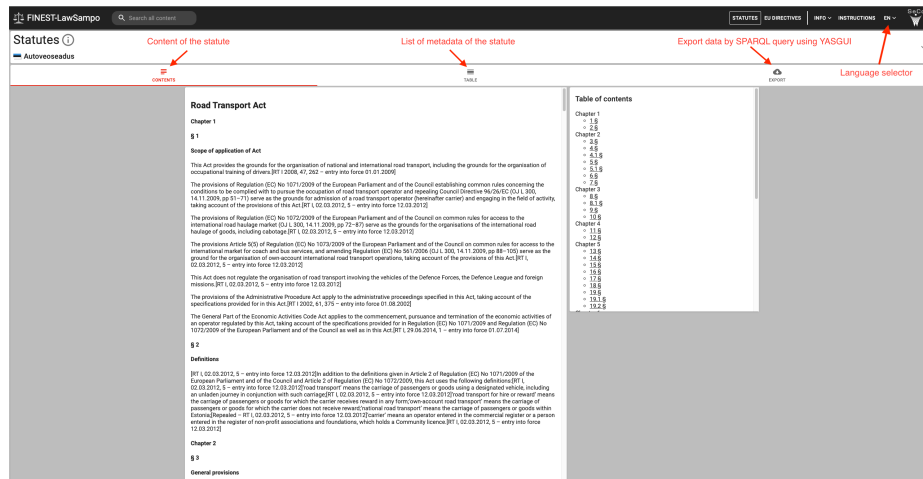 FINEST-LawSampo
Search all content
STATUTES
EU DIRECTIVES
INFO
INSTRUCTIONS
EN
SeCo
Statutes
Content of the statute
List of metadata of the statute
Export data by SPARQL query using YASGUI
Language selector
Autoveoseadus
CONTENTS
TABLE
EXPORT
Road Transport Act
Chapter 1
§ 1
Scope of application of Act
This Act provides the grounds for the organisation of national and international road transport, including the grounds for the organisation of
occupational training of drivers.[RT I 2008, 47, 262 – entry into force 01.01.2009]
The provisions of Regulation (EC) No 1071/2009 of the European Parliament and of the Council establishing common rules concerning the
conditions to be complied with to pursue the occupation of road transport operator and repealing Council Directive 96/26/EC (OJ L 300,
14.11.2009, pp 51–71) serve as the grounds for admission of a road transport operator (hereinafter carrier) and engaging in the field of activity,
taking account of the provisions of this Act.[RT I, 02.03.2012, 5 – entry into force 12.03.2012]
The provisions of Regulation (EC) No 1072/2009 of the European Parliament and of the Council on common rules for access to the
international road haulage market (OJ L 300, 14.11.2009, pp 72–87) serve as the grounds for the organisations of the international road
haulage of goods, including cabotage.[RT I, 02.03.2012, 5 – entry into force 12.03.2012]
The provisions Article 5(5) of Regulation (EC) No 1073/2009 of the European Parliament and of the Council on common rules for access to the
international market for coach and bus services, and amending Regulation (EC) No 561/2006 (OJ L 300, 14.11.2009, pp 88–105) serve as the
ground for the organisation of own-account international road transport operations, taking account of the provisions of this Act.[RT I,
02.03.2012, 5 – entry into force 12.03.2012]
This Act does not regulate the organisation of road transport involving the vehicles of the Defence Forces, the Defence League and foreign
missions.[RT I, 02.03.2012, 5 – entry into force 12.03.2012]
The provisions of the Administrative Procedure Act apply to the administrative proceedings specified in this Act, taking account of the
specifications provided for in this Act.[RT I 2002, 61, 375 – entry into force 01.08.2002]
The General Part of the Economic Activities Code Act applies to the commencement, pursuance and termination of the economic activities of
an operator regulated by this Act, taking account of the specifications provided for in Regulation (EC) No 1071/2009 and Regulation (EC) No
1072/2009 of the European Parliament and of the Council as well as in this Act.[RT I, 29.06.2014, 1 – entry into force 01.07.2014]
§ 2
Definitions
[RT I, 02.03.2012, 5 – entry into force 12.03.2012]In addition to the definitions given in Article 2 of Regulation (EC) No 1071/2009 of the
European Parliament and of the Council and Article 2 of Regulation (EC) No 1072/2009, this Act uses the following definitions:[RT I,
02.03.2012, 5 – entry into force 12.03.2012]'road transport' means the carriage of passengers or goods using a designated vehicle, including
an unladen journey in conjunction with such carriage;[RT I, 02.03.2012, 5 – entry into force 12.03.2012]'road transport for hire or reward' means
the carriage of passengers or goods for which the carrier receives reward in any form;'own-account road transport' means the carriage of
passengers or goods for which the carrier does not receive reward;'national road transport' means the carriage of passengers or goods within
Estonia;[Repealed – RT I, 02.03.2012, 5 – entry into force 12.03.2012]'carrier' means an operator entered in the commercial register or a person
entered in the register of non-profit associations and foundations, which holds a Community licence.[RT I, 02.03.2012, 5 – entry into force
12.03.2012]
Chapter 2
§ 3
General provisions
Table of contents
Chapter 1
1 §
2 §
Chapter 2
3 §
4 §
4.1 §
5 §
5.1 §
6 §
7 §
Chapter 3
8 §
8.1 §
9 §
10 §
Chapter 4
11 §
12 §
Chapter 5
13 §
14 §
15 §
16 §
17 §
18 §
19 §
19.1 §
19.2 §